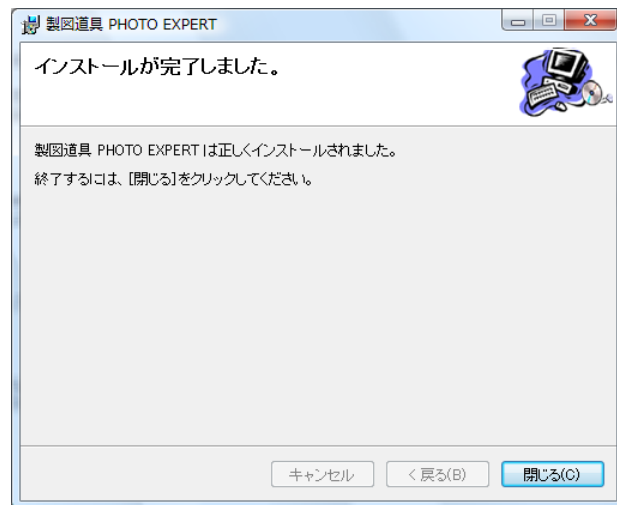 製図道具 PHOTO EXPERT
インストールが完了しました。
製図道具 PHOTO EXPERT は正しくインストールされました。
終了するには、[閉じる]をクリックしてください。
キャンセル
< 戻る(B)
閉じる(C)